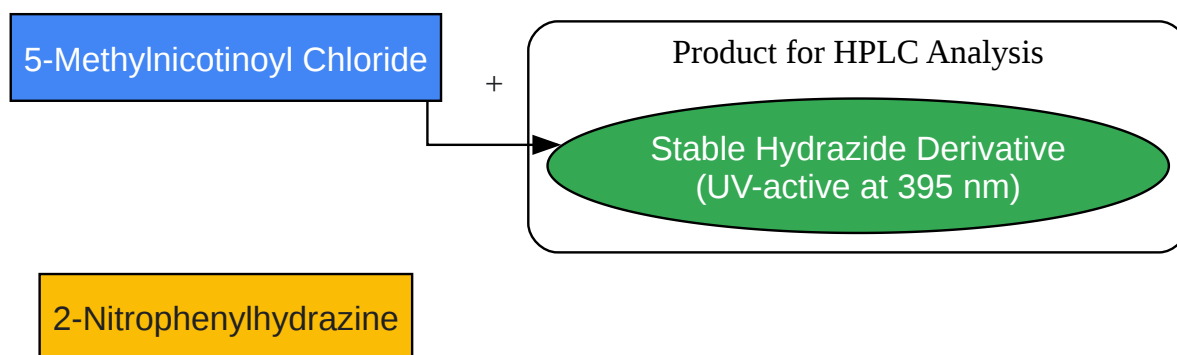 5-Methylnicotinoyl Chloride
+
Product for HPLC Analysis
Stable Hydrazide Derivative
(UV-active at 395 nm)
2-Nitrophenylhydrazine